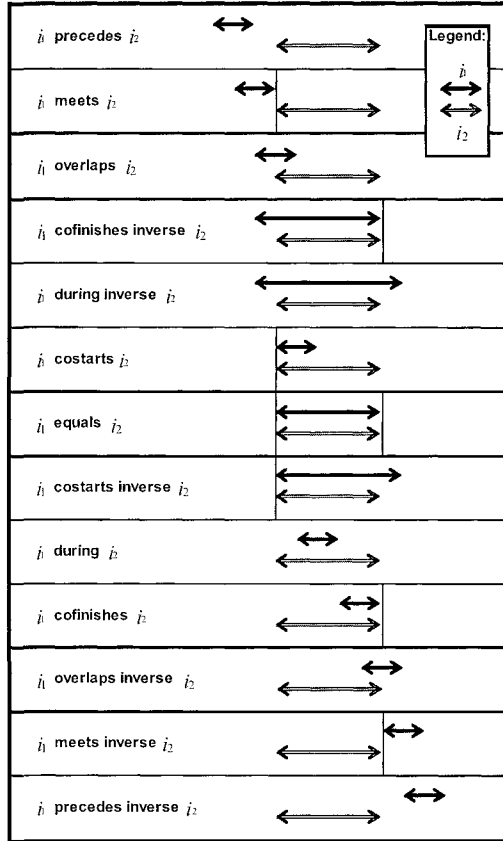 i₁ precedes i₂
Legend:
i₁
i₂
i₁ meets i₂
i₁ overlaps i₂
i₁ cofinishes inverse i₂
i₁ during inverse i₂
i₁ costarts i₂
i₁ equals i₂
i₁ costarts inverse i₂
i₁ during i₂
i₁ cofinishes i₂
i₁ overlaps inverse i₂
i₁ meets inverse i₂
i₁ precedes inverse i₂